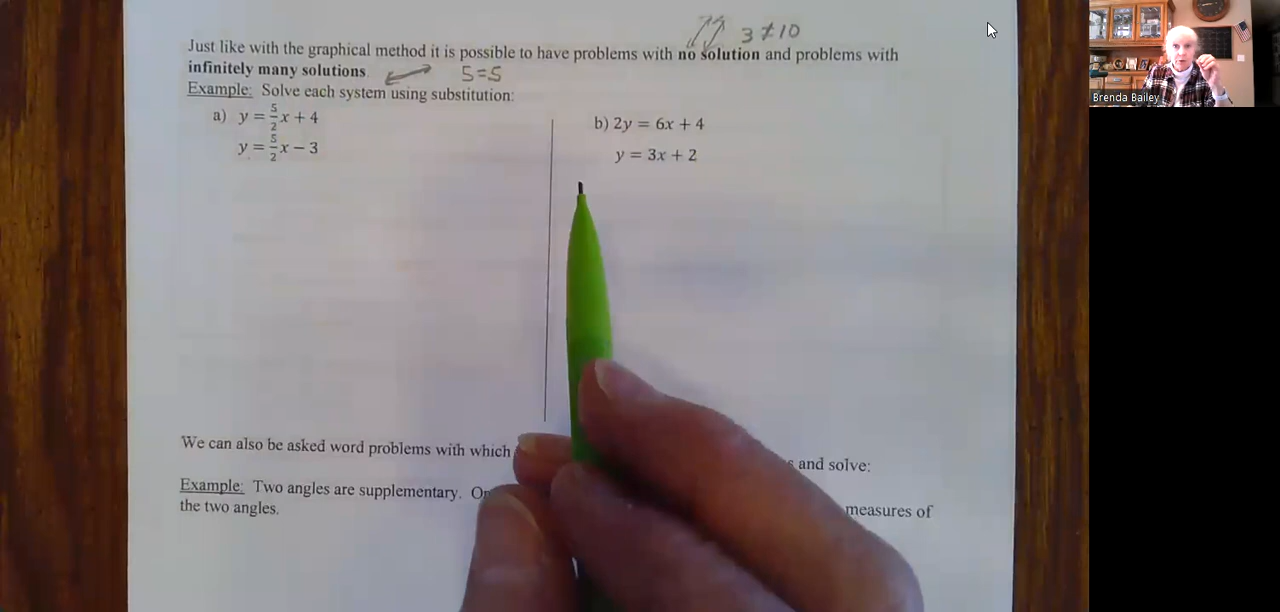 3 ≠ 10
Just like with the graphical method it is possible to have problems with no solution and problems with
infinitely many solutions
5=5
Example: Solve each system using substitution:
a) y = 5/2 x + 4
y = 5/2 x − 3
b) 2y = 6x + 4
y = 3x + 2
We can also be asked word problems with which
and solve:
Example: Two angles are supplementary.
measures of
the two angles.
Brenda Bailey